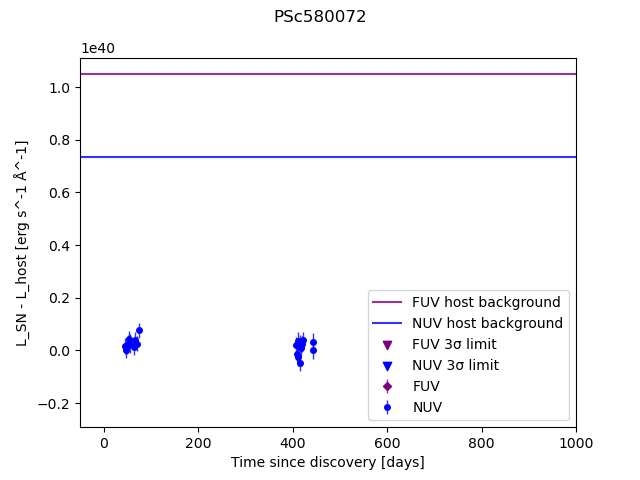 PSc580072
1e40
1.0
0.8
0.6
0.4
0.2
0.0
−0.2
L_SN - L_host [erg s^-1 Å^-1]
FUV host background
NUV host background
FUV 3σ limit
NUV 3σ limit
FUV
NUV
0 200 400 600 800 1000
Time since discovery [days]